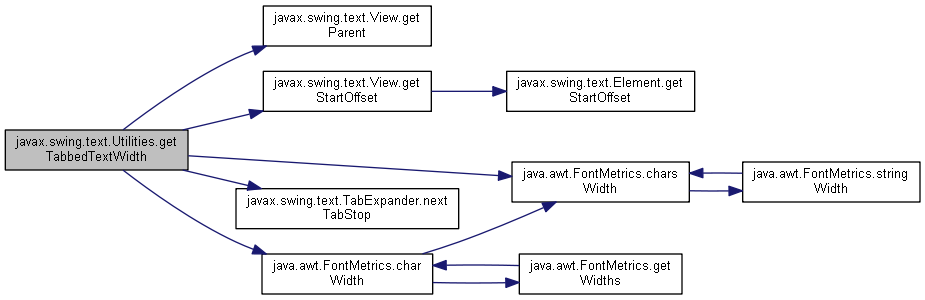 javax.swing.text.View.get
Parent
javax.swing.text.View.get
StartOffset
javax.swing.text.Element.get
StartOffset
javax.swing.text.Utilities.get
TabbedTextWidth
java.awt.FontMetrics.chars
Width
java.awt.FontMetrics.string
Width
javax.swing.text.TabExpander.next
TabStop
java.awt.FontMetrics.char
Width
java.awt.FontMetrics.get
Widths